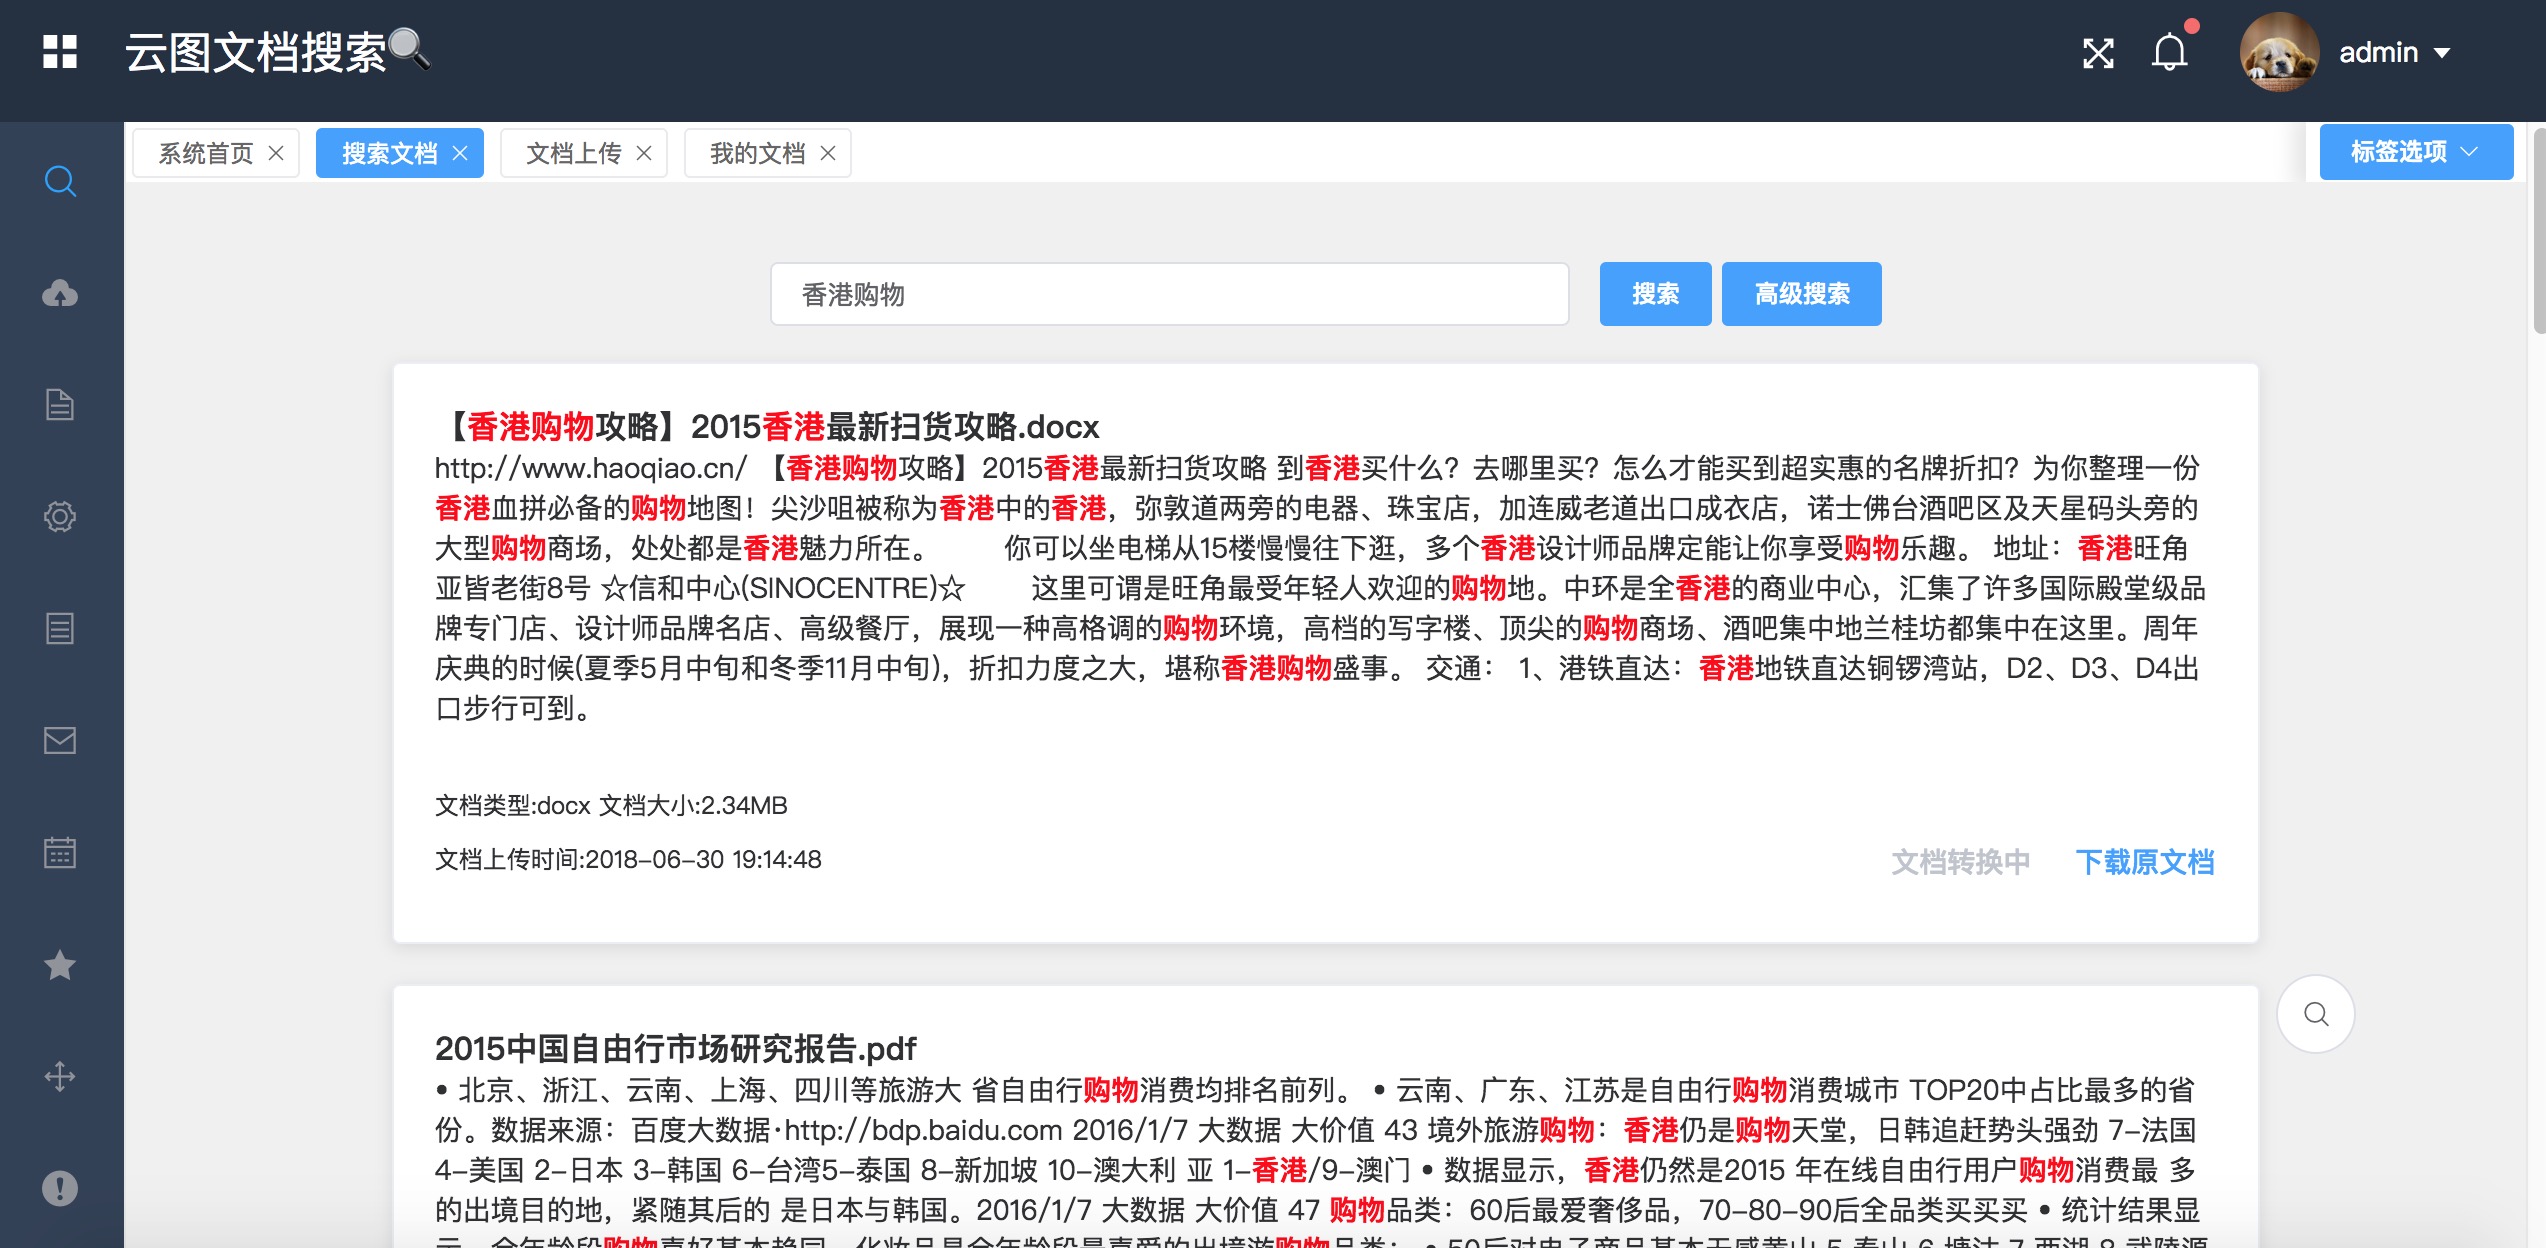 云图文档搜索
admin
系统首页 搜索文档 文档上传 我的文档 标签选项
香港购物 搜索 高级搜索
【香港购物攻略】2015香港最新扫货攻略.docx
http://www.haoqiao.cn/ 【香港购物攻略】2015香港最新扫货攻略 到香港买什么？去哪里买？怎么才能买到超实惠的名牌折扣？为你整理一份
香港血拼必备的购物地图！尖沙咀被称为香港中的香港，弥敦道两旁的电器、珠宝店，加连威老道出口成衣店，诺士佛台酒吧区及天星码头旁的
大型购物商场，处处都是香港魅力所在。 你可以坐电梯从15楼慢慢往下逛，多个香港设计师品牌定能让你享受购物乐趣。 地址：香港旺角
亚皆老街8号 ☆信和中心(SINOCENTRE)☆ 这里可谓是旺角最受年轻人欢迎的购物地。中环是全香港的商业中心，汇集了许多国际殿堂级品
牌专门店、设计师品牌名店、高级餐厅，展现一种高格调的购物环境，高档的写字楼、顶尖的购物商场、酒吧集中地兰桂坊都集中在这里。周年
庆典的时候(夏季5月中旬和冬季11月中旬)，折扣力度之大，堪称香港购物盛事。 交通： 1、港铁直达：香港地铁直达铜锣湾站，D2、D3、D4出
口步行可到。
文档类型:docx 文档大小:2.34MB
文档上传时间:2018-06-30 19:14:48
文档转换中 下载原文档
2015中国自由行市场研究报告.pdf
• 北京、浙江、云南、上海、四川等旅游大 省自由行购物消费均排名前列。 • 云南、广东、江苏是自由行购物消费城市 TOP20中占比最多的省
份。数据来源：百度大数据·http://bdp.baidu.com 2016/1/7 大数据 大价值 43 境外旅游购物：香港仍是购物天堂，日韩追赶势头强劲 7-法国
4-美国 2-日本 3-韩国 6-台湾5-泰国 8-新加坡 10-澳大利 亚 1-香港/9-澳门 • 数据显示，香港仍然是2015 年在线自由行用户购物消费最 多
的出境目的地，紧随其后的 是日本与韩国。2016/1/7 大数据 大价值 47 购物品类：60后最爱奢侈品，70-80-90后全品类买买买 • 统计结果显